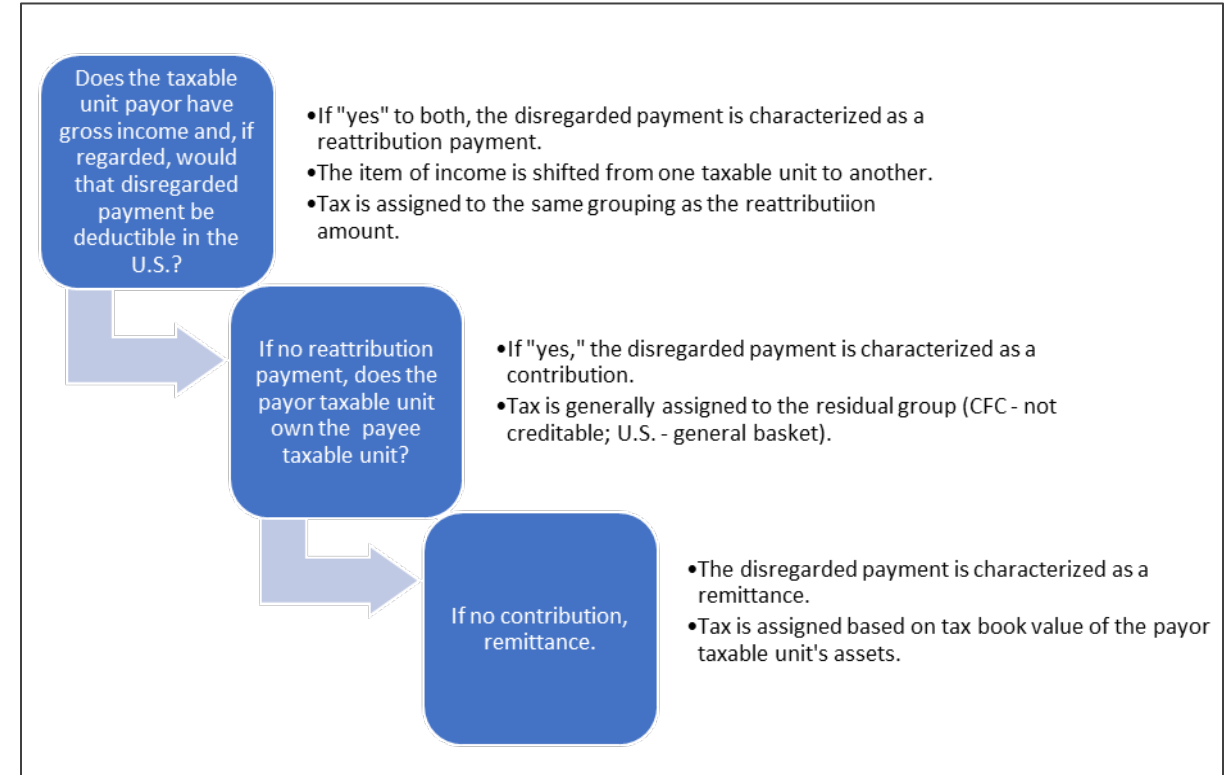 Does the taxable
unit payor have
gross income and, if
regarded, would
that disregarded
payment be
deductible in the
U.S.?
•If "yes" to both, the disregarded payment is characterized as a
reattribution payment.
•The item of income is shifted from one taxable unit to another.
•Tax is assigned to the same grouping as the reattributiion
amount.
If no reattribution
payment, does the
payor taxable unit
own the payee
taxable unit?
•If "yes," the disregarded payment is characterized as a
contribution.
•Tax is generally assigned to the residual group (CFC - not
creditable; U.S. - general basket).
If no contribution,
remittance.
•The disregarded payment is characterized as a
remittance.
•Tax is assigned based on tax book value of the payor
taxable unit's assets.